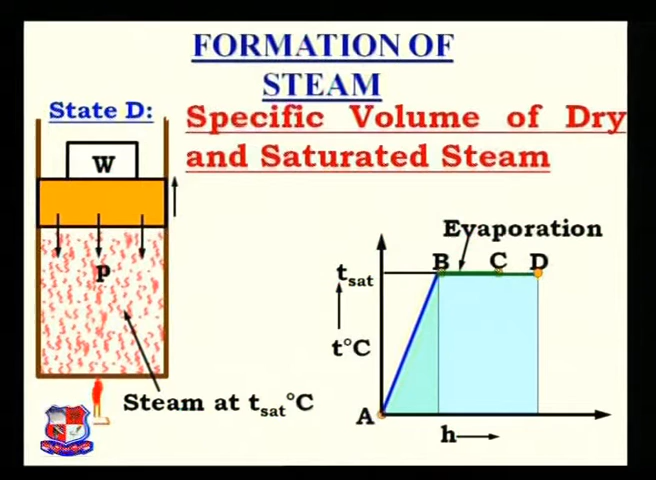 FORMATION OF
STEAM
State D:
Specific Volume of Dry
and Saturated Steam
W
p
Steam at tsat°C
Evaporation
B C D
tsat
t°C
A
h